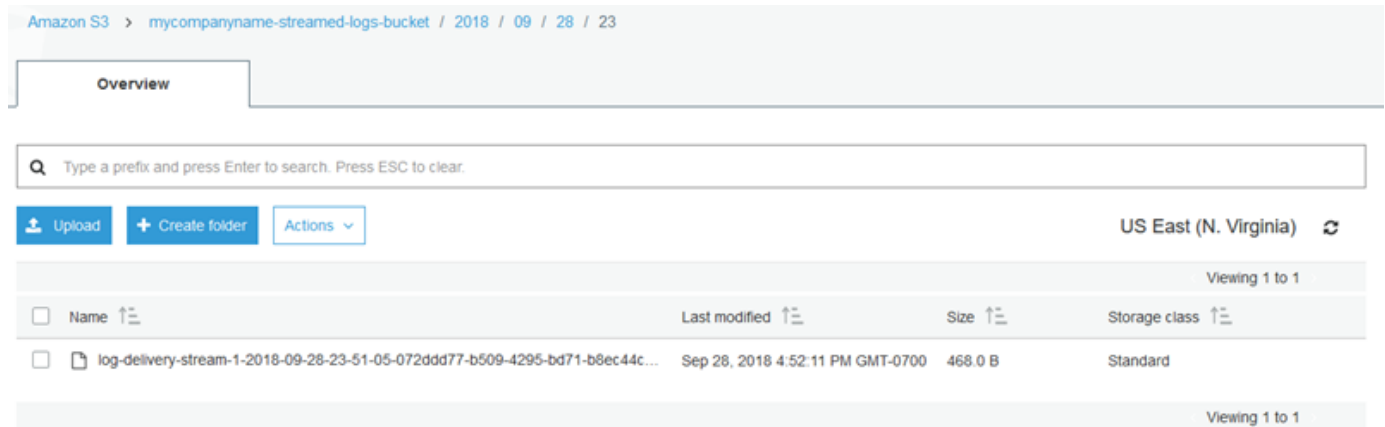 Amazon S3 > mycompanyname-streamed-logs-bucket / 2018 / 09 / 28 / 23
Overview
Type a prefix and press Enter to search. Press ESC to clear.
Upload + Create folder Actions US East (N. Virginia)
Viewing 1 to 1
Name Last modified Size Storage class
log-delivery-stream-1-2018-09-28-23-51-05-072ddd77-b509-4295-bd71-b8ec44c... Sep 28, 2018 4:52:11 PM GMT-0700 468.0 B Standard
Viewing 1 to 1